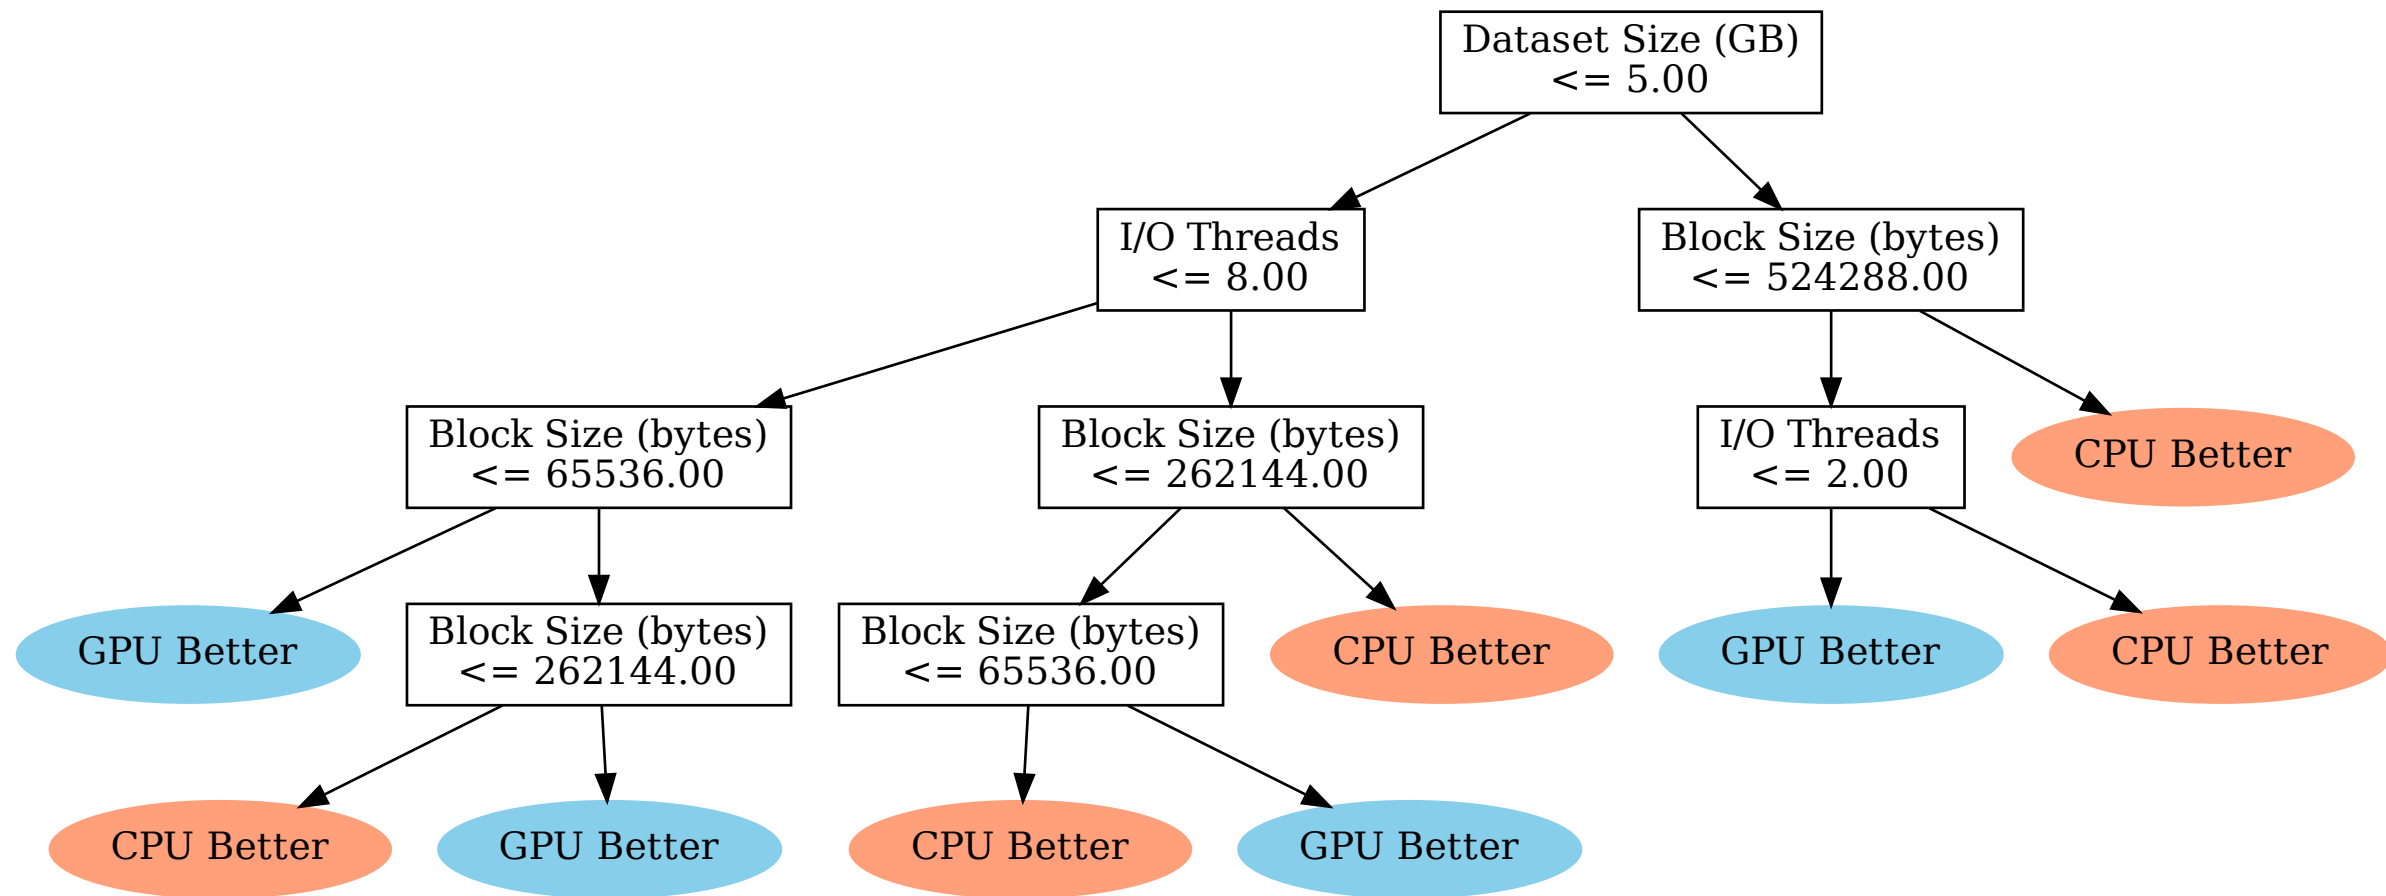 Dataset Size (GB)
<= 5.00
I/O Threads
<= 8.00
Block Size (bytes)
<= 524288.00
Block Size (bytes)
<= 65536.00
Block Size (bytes)
<= 262144.00
I/O Threads
<= 2.00
CPU Better
GPU Better
Block Size (bytes)
<= 262144.00
Block Size (bytes)
<= 65536.00
CPU Better
GPU Better
CPU Better
CPU Better
GPU Better
CPU Better
GPU Better